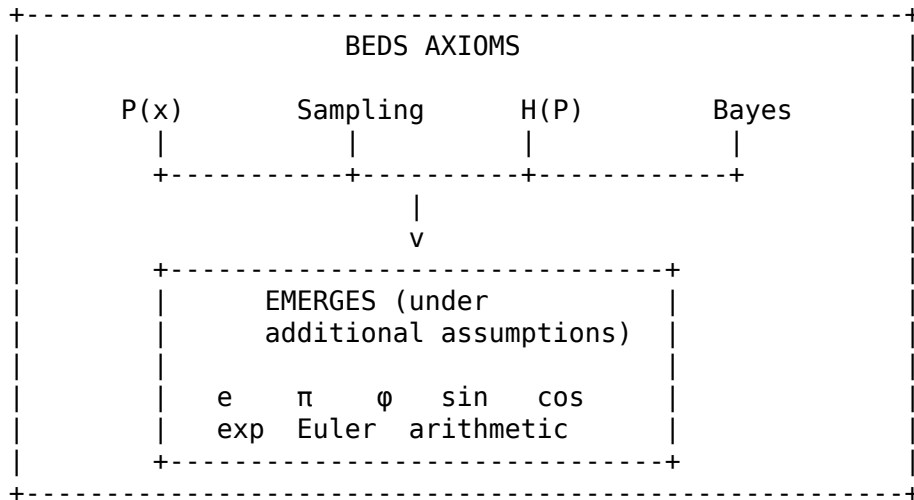 BEDS AXIOMS
P(x) Sampling H(P) Bayes
EMERGES (under
additional assumptions)
e π φ sin cos
exp Euler arithmetic